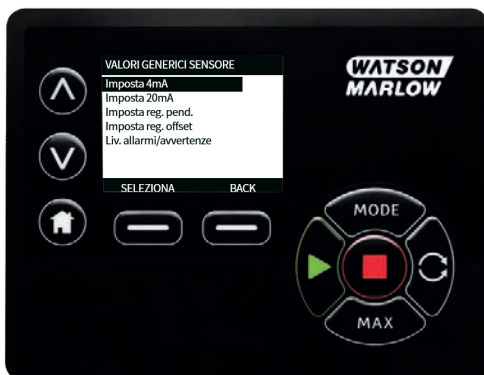 VALORI GENERICI SENSORE
Imposta 4mA
Imposta 20mA
Imposta reg. pend.
Imposta reg. offset
Liv. allarmi/avvertenze
SELEZIONA BACK
WATSON
MARLOW
MODE
MAX